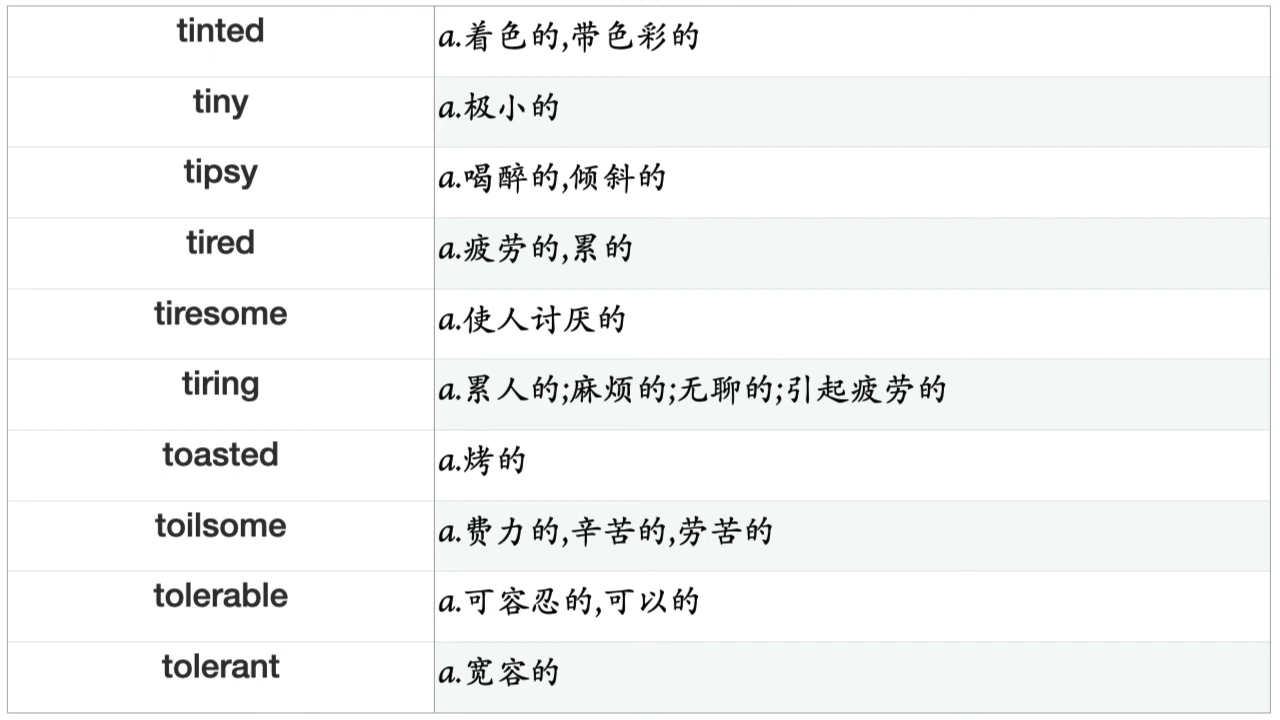 tinted a.着色的,带色彩的
tiny a.极小的
tipsy a.喝醉的,倾斜的
tired a.疲劳的,累的
tiresome a.使人讨厌的
tiring a.累人的;麻烦的;无聊的;引起疲劳的
toasted a.烤的
toilsome a.费力的,辛苦的,劳苦的
tolerable a.可容忍的,可以的
tolerant a.宽容的